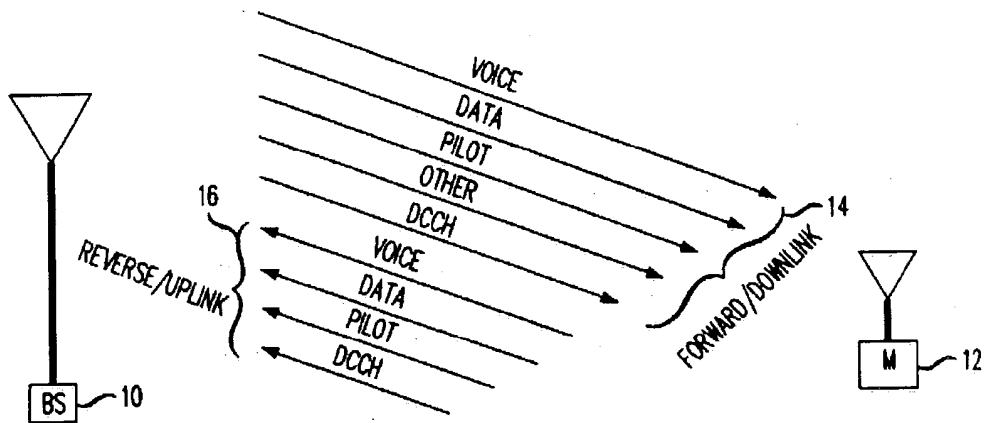 VOICE
DATA
PILOT
OTHER
DCCH
14
FORWARD/DOWNLINK
16
REVERSE/UPLINK
VOICE
DATA
PILOT
DCCH
BS
10
M
12